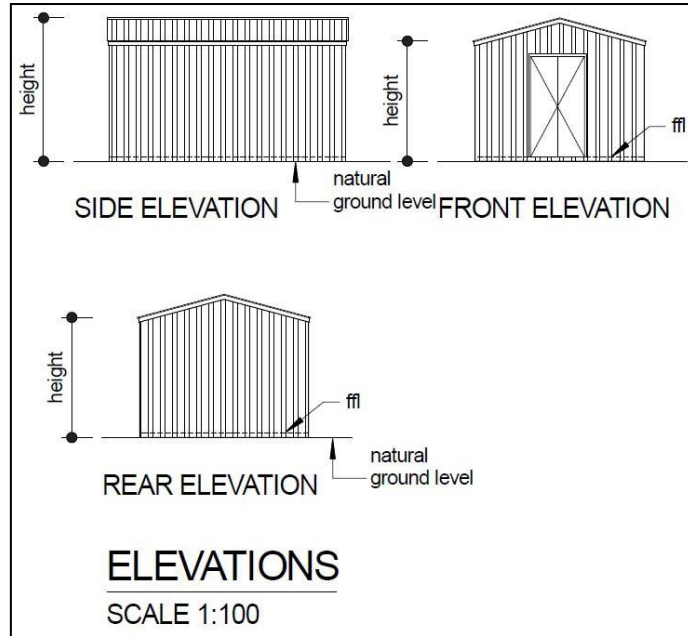 height
height
ffl
natural
ground level
SIDE ELEVATION
FRONT ELEVATION
height
ffl
natural
ground level
REAR ELEVATION
ELEVATIONS
SCALE 1:100